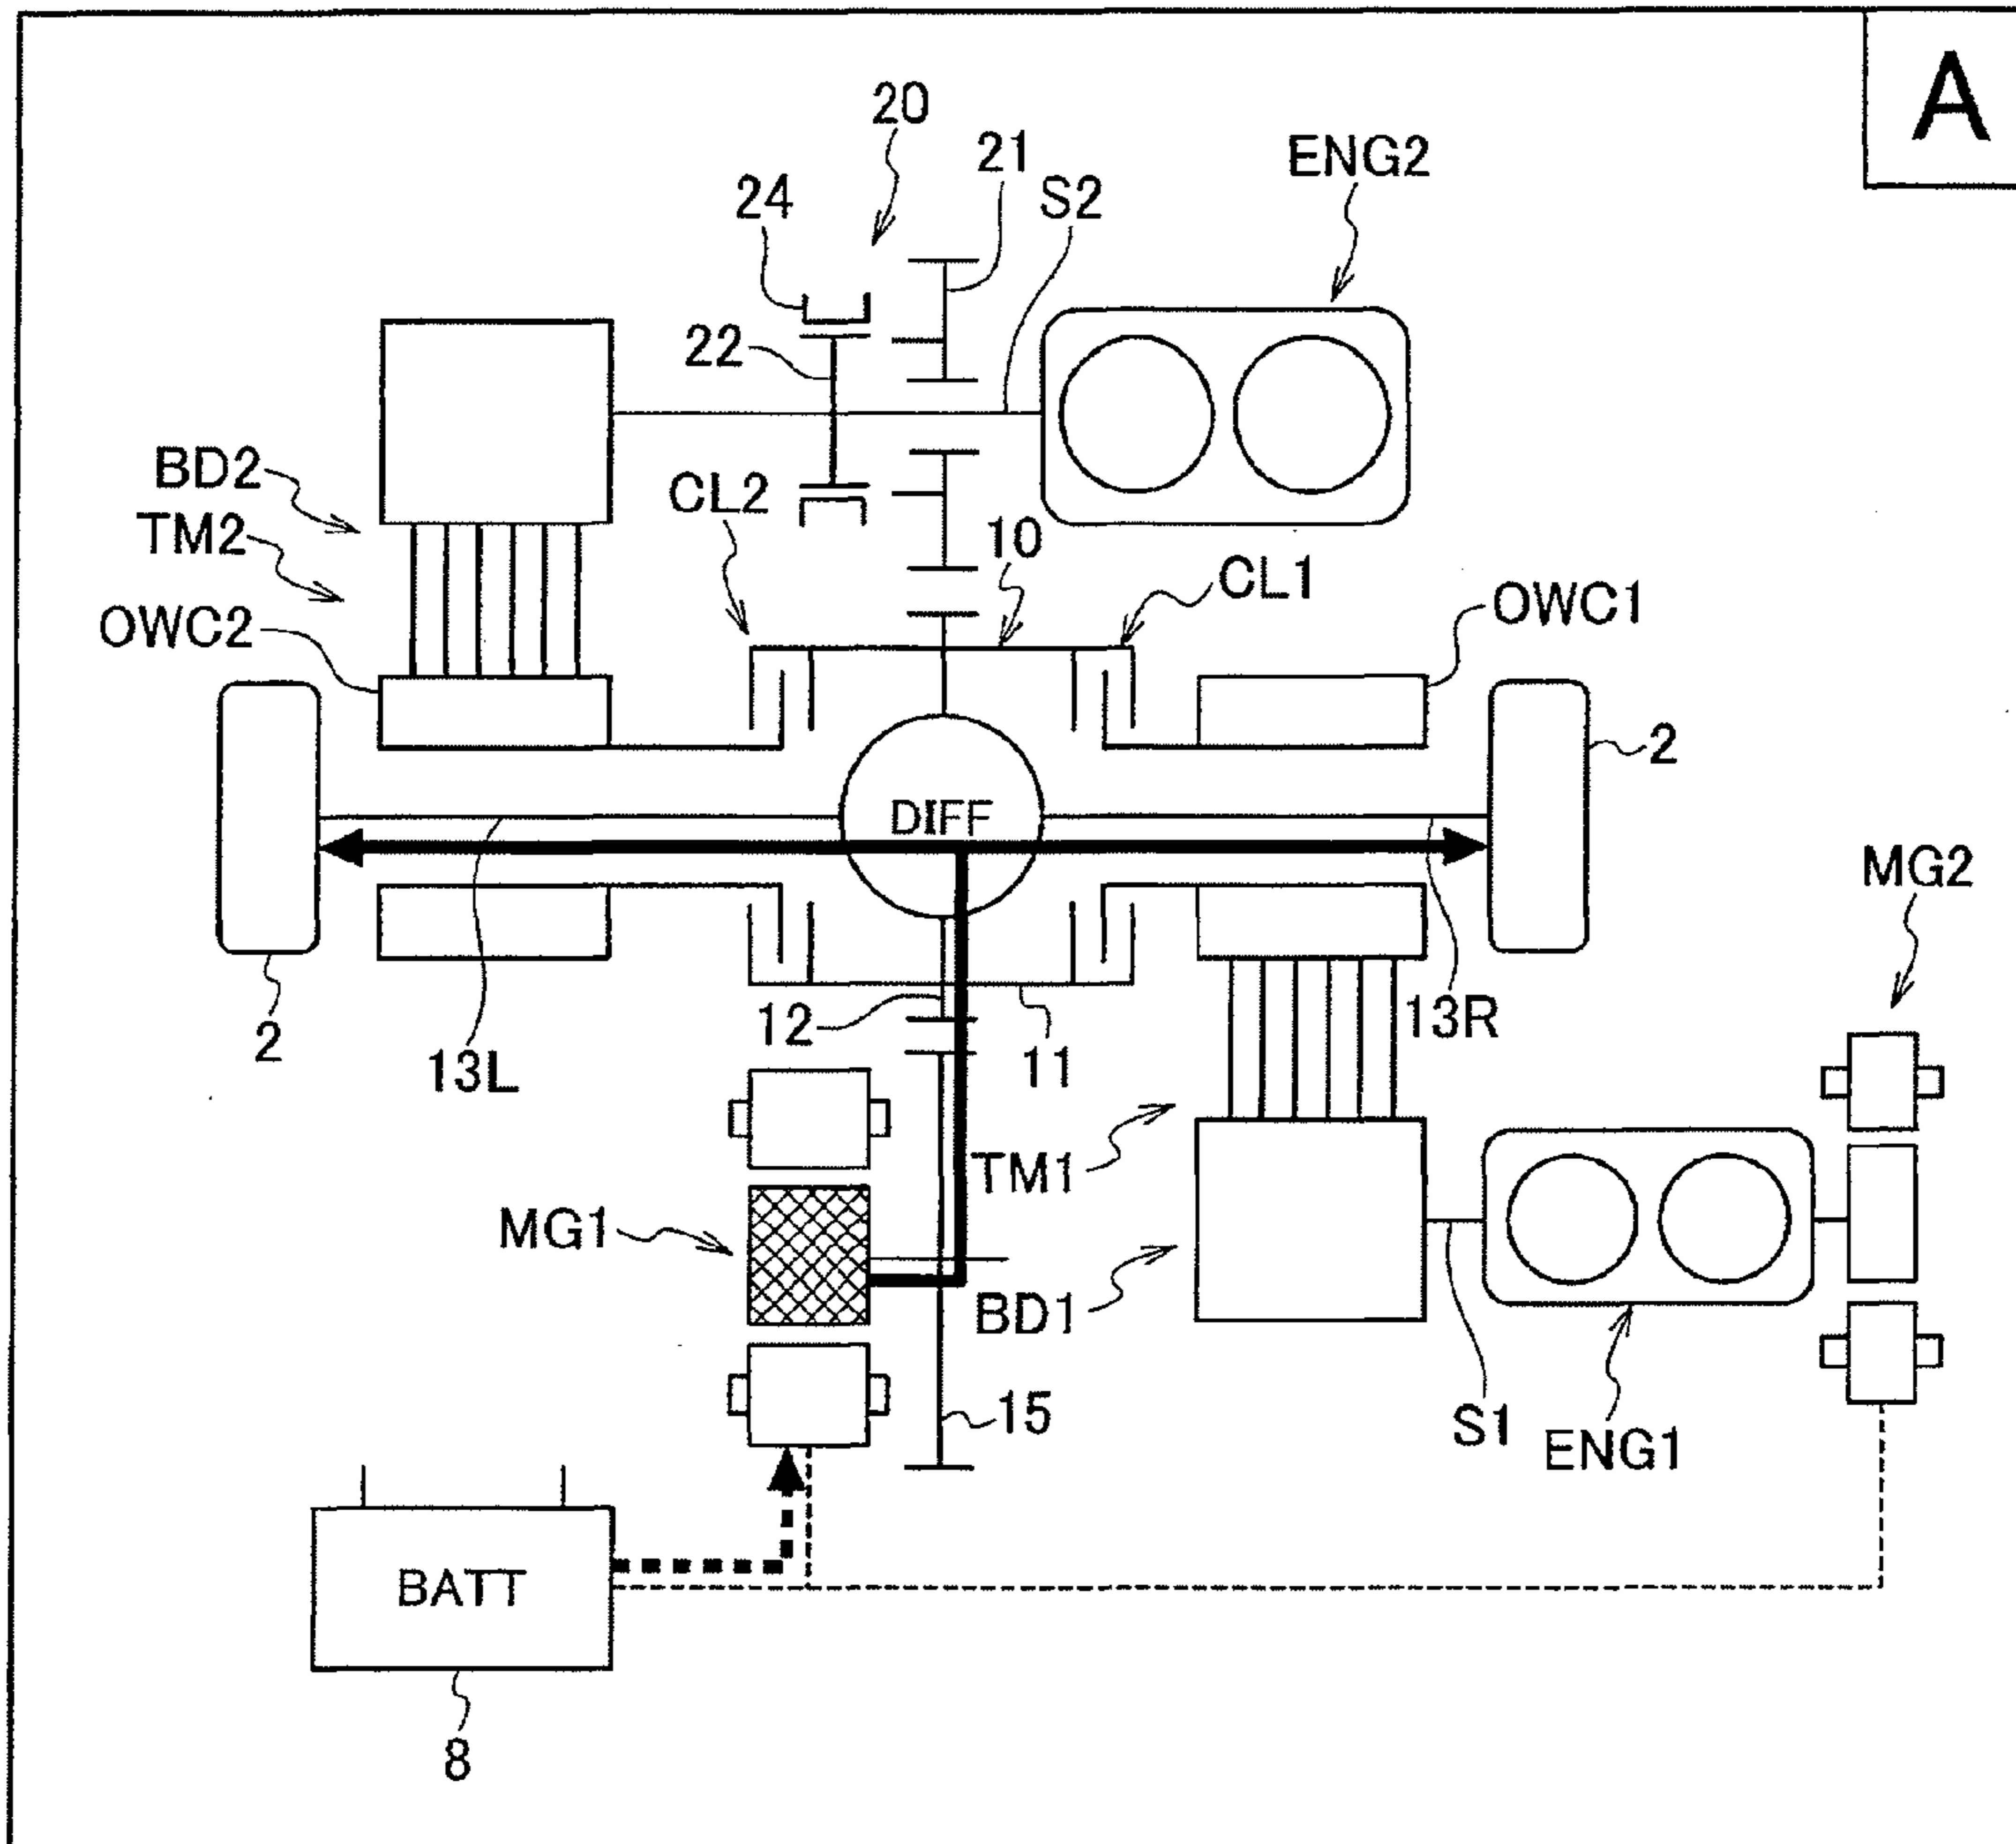 A
20
21
ENG2
24
S2
22
BD2
CL2
TM2
10
CL1
OWC2
OWC1
2
DIFF
MG2
12
13R
2
13L
11
TM1
MG1
BD1
15
S1
ENG1
BATT
8